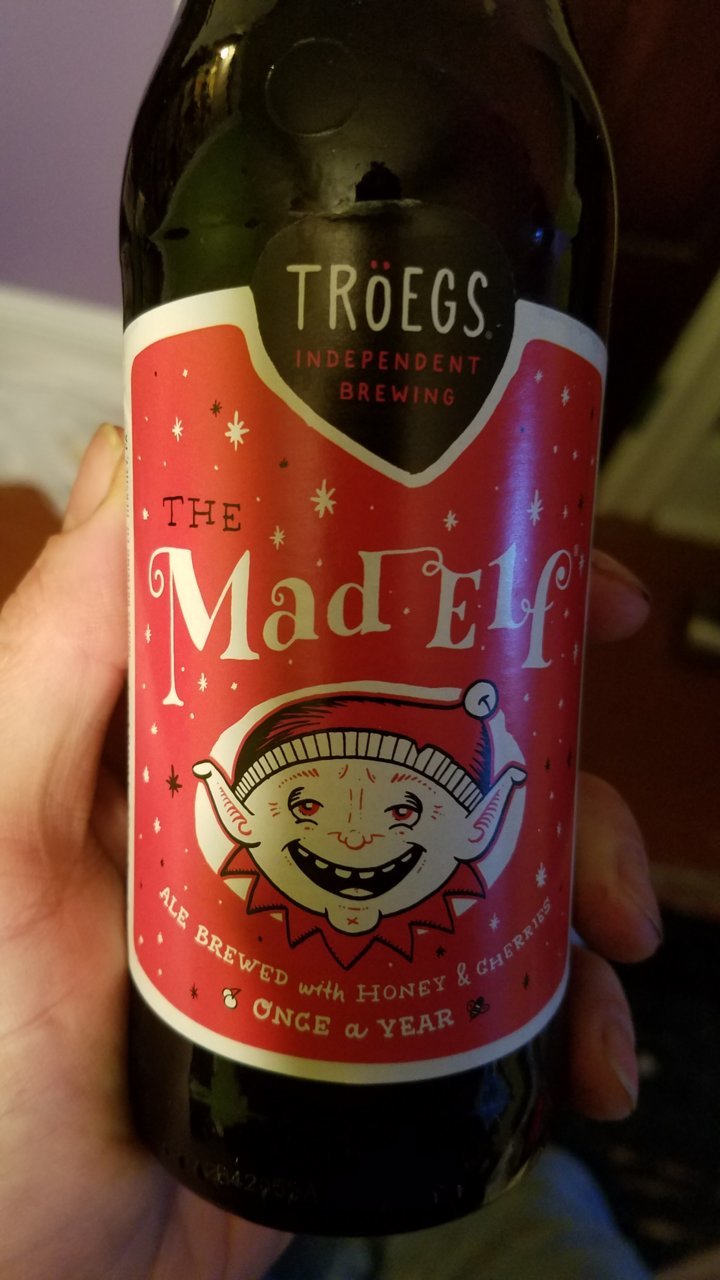 TRÖEGS
INDEPENDENT
BREWING
THE
Mad Elf
ALE BREWED with HONEY & CHERRIES
ONCE a YEAR